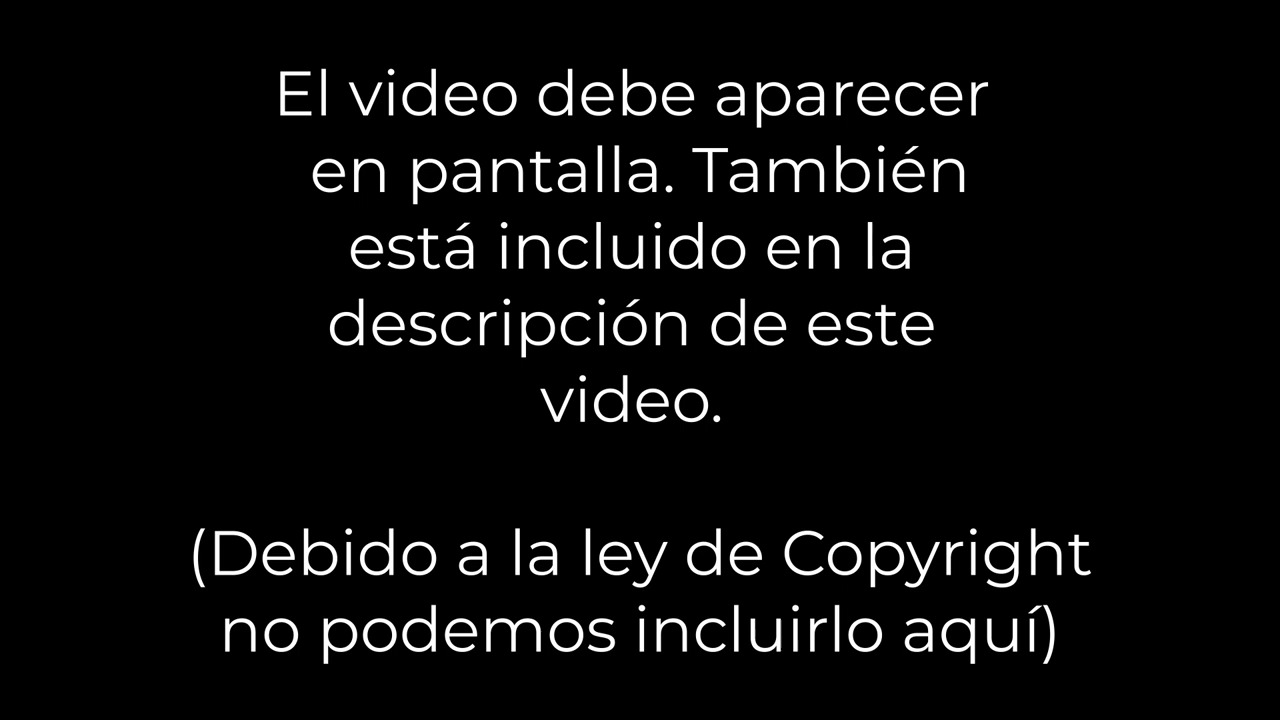 El video debe aparecer
en pantalla. También
está incluido en la
descripción de este
video.
(Debido a la ley de Copyright
no podemos incluirlo aquí)